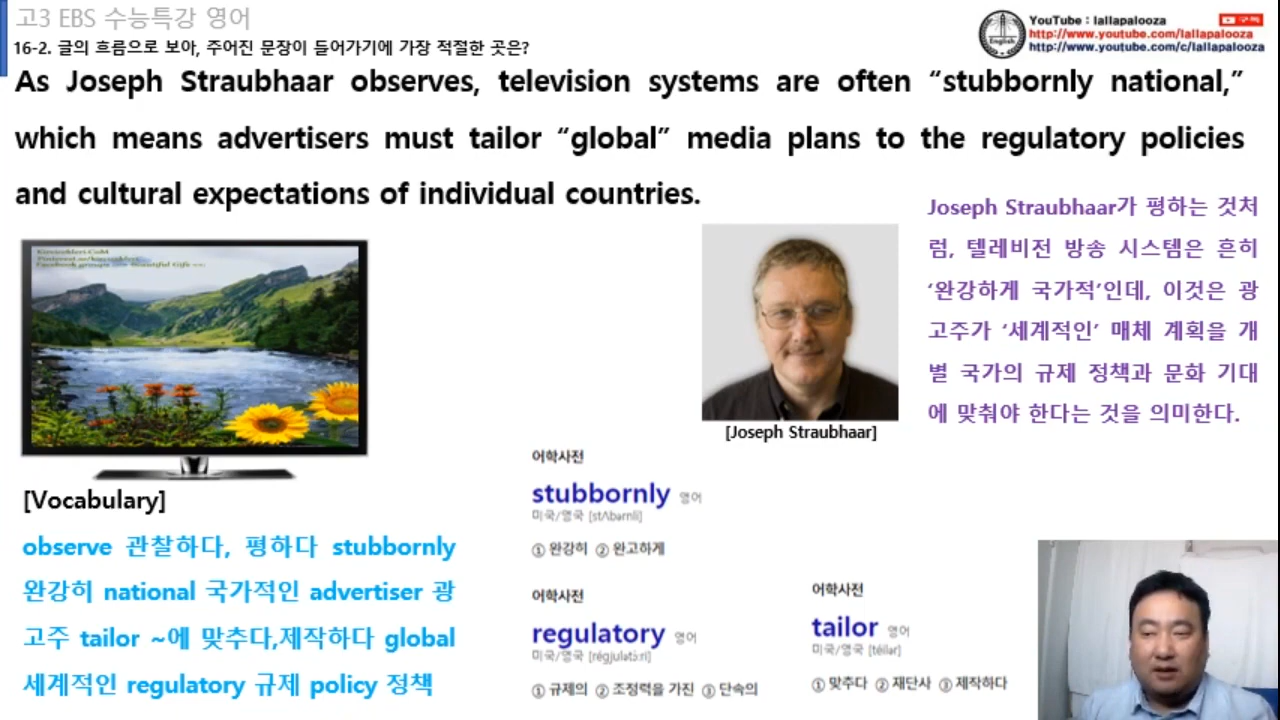 고3 EBS 수능특강 영어
16-2. 글의 흐름으로 보아, 주어진 문장이 들어가기에 가장 적절한 곳은?
YouTube : lallapalooza
구독
http://www.youtube.com/lallapalooza
http://www.youtube.com/c/lallapalooza
English
As Joseph Straubhaar observes, television systems are often “stubbornly national,”
which means advertisers must tailor “global” media plans to the regulatory policies
and cultural expectations of individual countries.
Joseph Straubhaar가 평하는 것처
럼, 텔레비전 방송 시스템은 흔히
‘완강하게 국가적’인데, 이것은 광
고주가 ‘세계적인’ 매체 계획을 개
별 국가의 규제 정책과 문화 기대
에 맞춰야 한다는 것을 의미한다.
[Joseph Straubhaar]
[Vocabulary]
observe 관찰하다, 평하다 stubbornly
완강히 national 국가적인 advertiser 광
고주 tailor ~에 맞추다,제작하다 global
세계적인 regulatory 규제 policy 정책
어학사전
stubbornly 영어
미국/영국 [stʌbərnli]
① 완강히 ② 완고하게
어학사전
regulatory 영어
미국/영국 [régjulətɔ̀:ri]
① 규제의 ② 조정력을 가진 ③ 단속의
어학사전
tailor 영어
미국/영국 [téilər]
① 맞추다 ② 재단사 ③ 제작하다